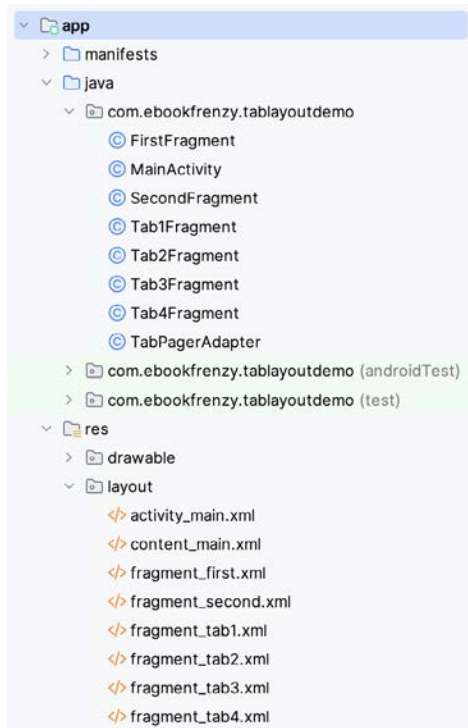 app
manifests
java
com.ebookfrenzy.tablayoutdemo
FirstFragment
MainActivity
SecondFragment
Tab1Fragment
Tab2Fragment
Tab3Fragment
Tab4Fragment
TabPagerAdapter
com.ebookfrenzy.tablayoutdemo (androidTest)
com.ebookfrenzy.tablayoutdemo (test)
res
drawable
layout
activity_main.xml
content_main.xml
fragment_first.xml
fragment_second.xml
fragment_tab1.xml
fragment_tab2.xml
fragment_tab3.xml
fragment_tab4.xml